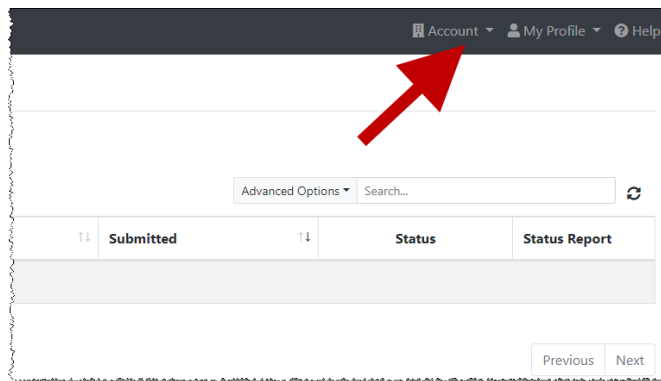 Account My Profile Help
Advanced Options Search...
Submitted Status Status Report
Previous Next